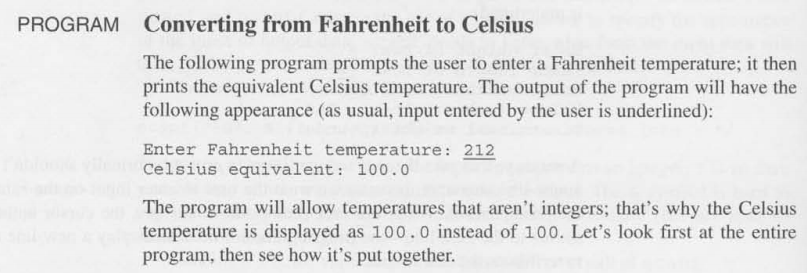 PROGRAM Converting from Fahrenheit to Celsius
The following program prompts the user to enter a Fahrenheit temperature; it then
prints the equivalent Celsius temperature. The output of the program will have the
following appearance (as usual, input entered by the user is underlined):
Enter Fahrenheit temperature: 212
Celsius equivalent: 100.0
The program will allow temperatures that aren't integers; that's why the Celsius
temperature is displayed as 100.0 instead of 100. Let's look first at the entire
program, then see how it's put together.